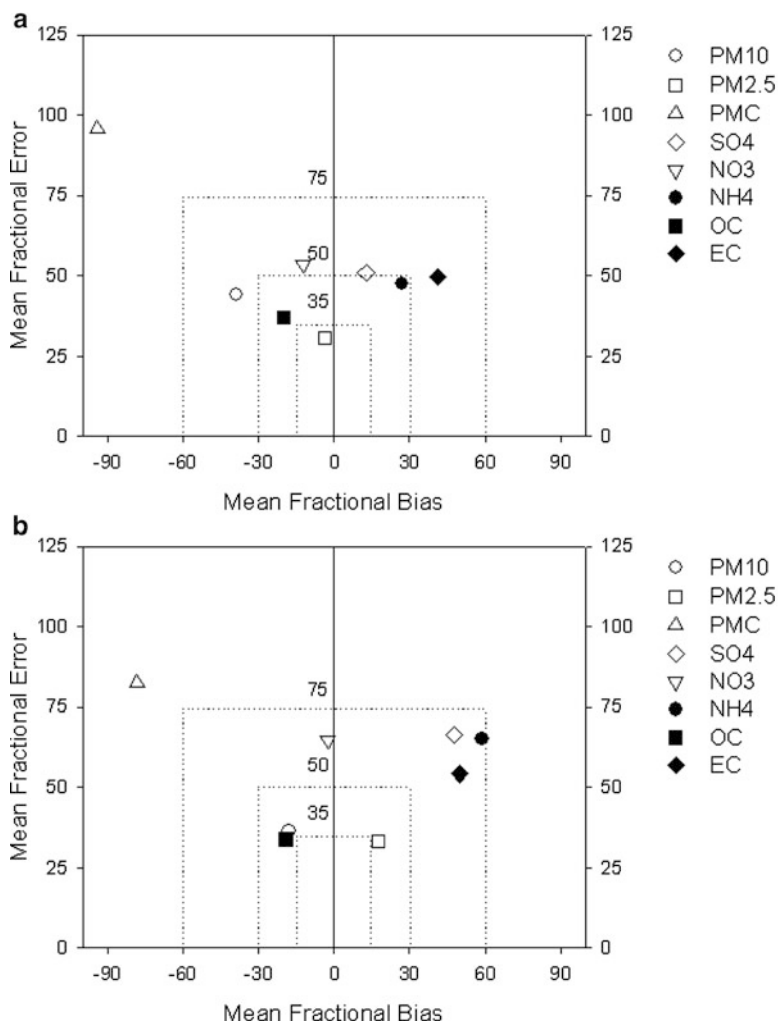 a
125
100
75
50
25
0
75
50
35
125
100
75
50
25
0
-90 -60 -30 0 30 60 90
Mean Fractional Error
Mean Fractional Bias
PM10
PM2.5
PMC
SO4
NO3
NH4
OC
EC
b
125
100
75
50
25
0
75
50
35
125
100
75
50
25
0
-90 -60 -30 0 30 60 90
Mean Fractional Error
Mean Fractional Bias
PM10
PM2.5
PMC
SO4
NO3
NH4
OC
EC